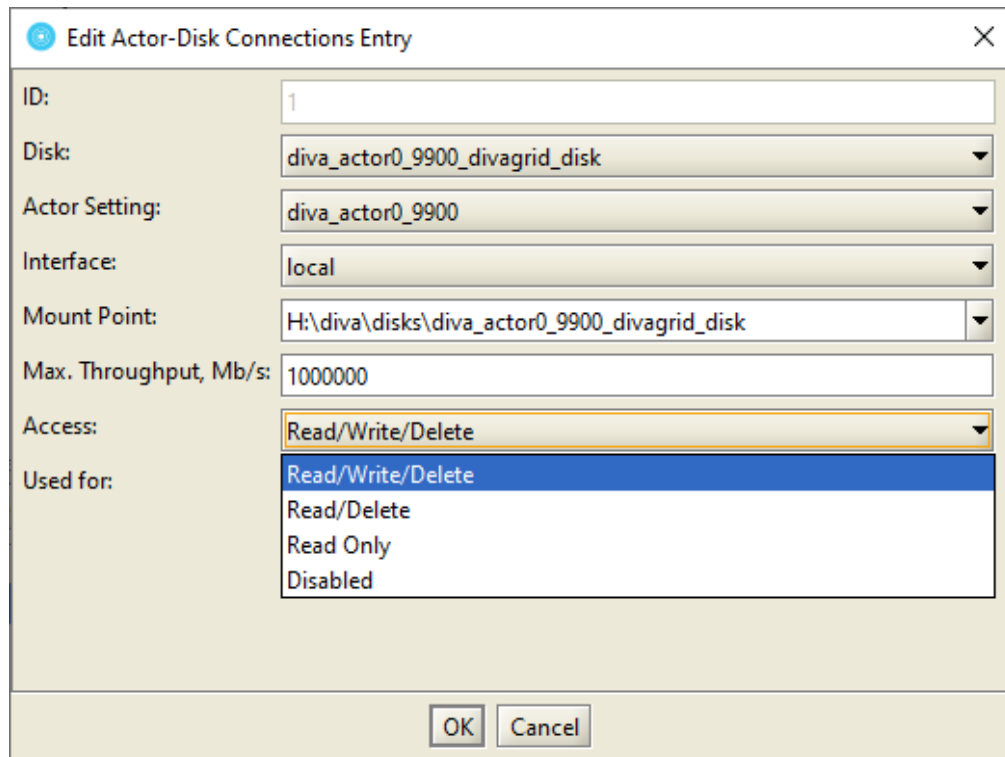 Edit Actor-Disk Connections Entry
ID: 1
Disk: diva_actor0_9900_divagrid_disk
Actor Setting: diva_actor0_9900
Interface: local
Mount Point: H:\diva\disks\diva_actor0_9900_divagrid_disk
Max. Throughput, Mb/s: 1000000
Access: Read/Write/Delete
Used for: Read/Write/Delete
Read/Delete
Read Only
Disabled
OK Cancel